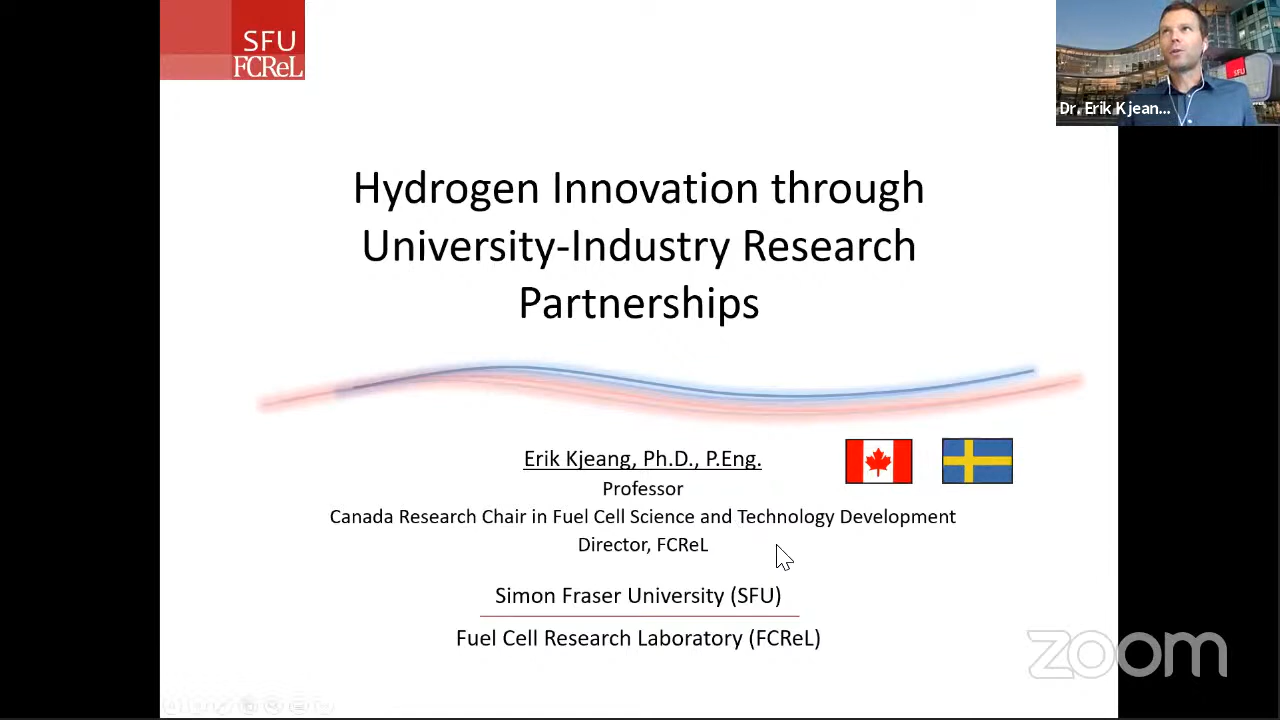 SFU
FCReL
SFU
Dr. Erik Kjean...
Hydrogen Innovation through
University-Industry Research
Partnerships
Erik Kjeang, Ph.D., P.Eng.
Professor
Canada Research Chair in Fuel Cell Science and Technology Development
Director, FCReL
Simon Fraser University (SFU)
Fuel Cell Research Laboratory (FCReL)
zoom